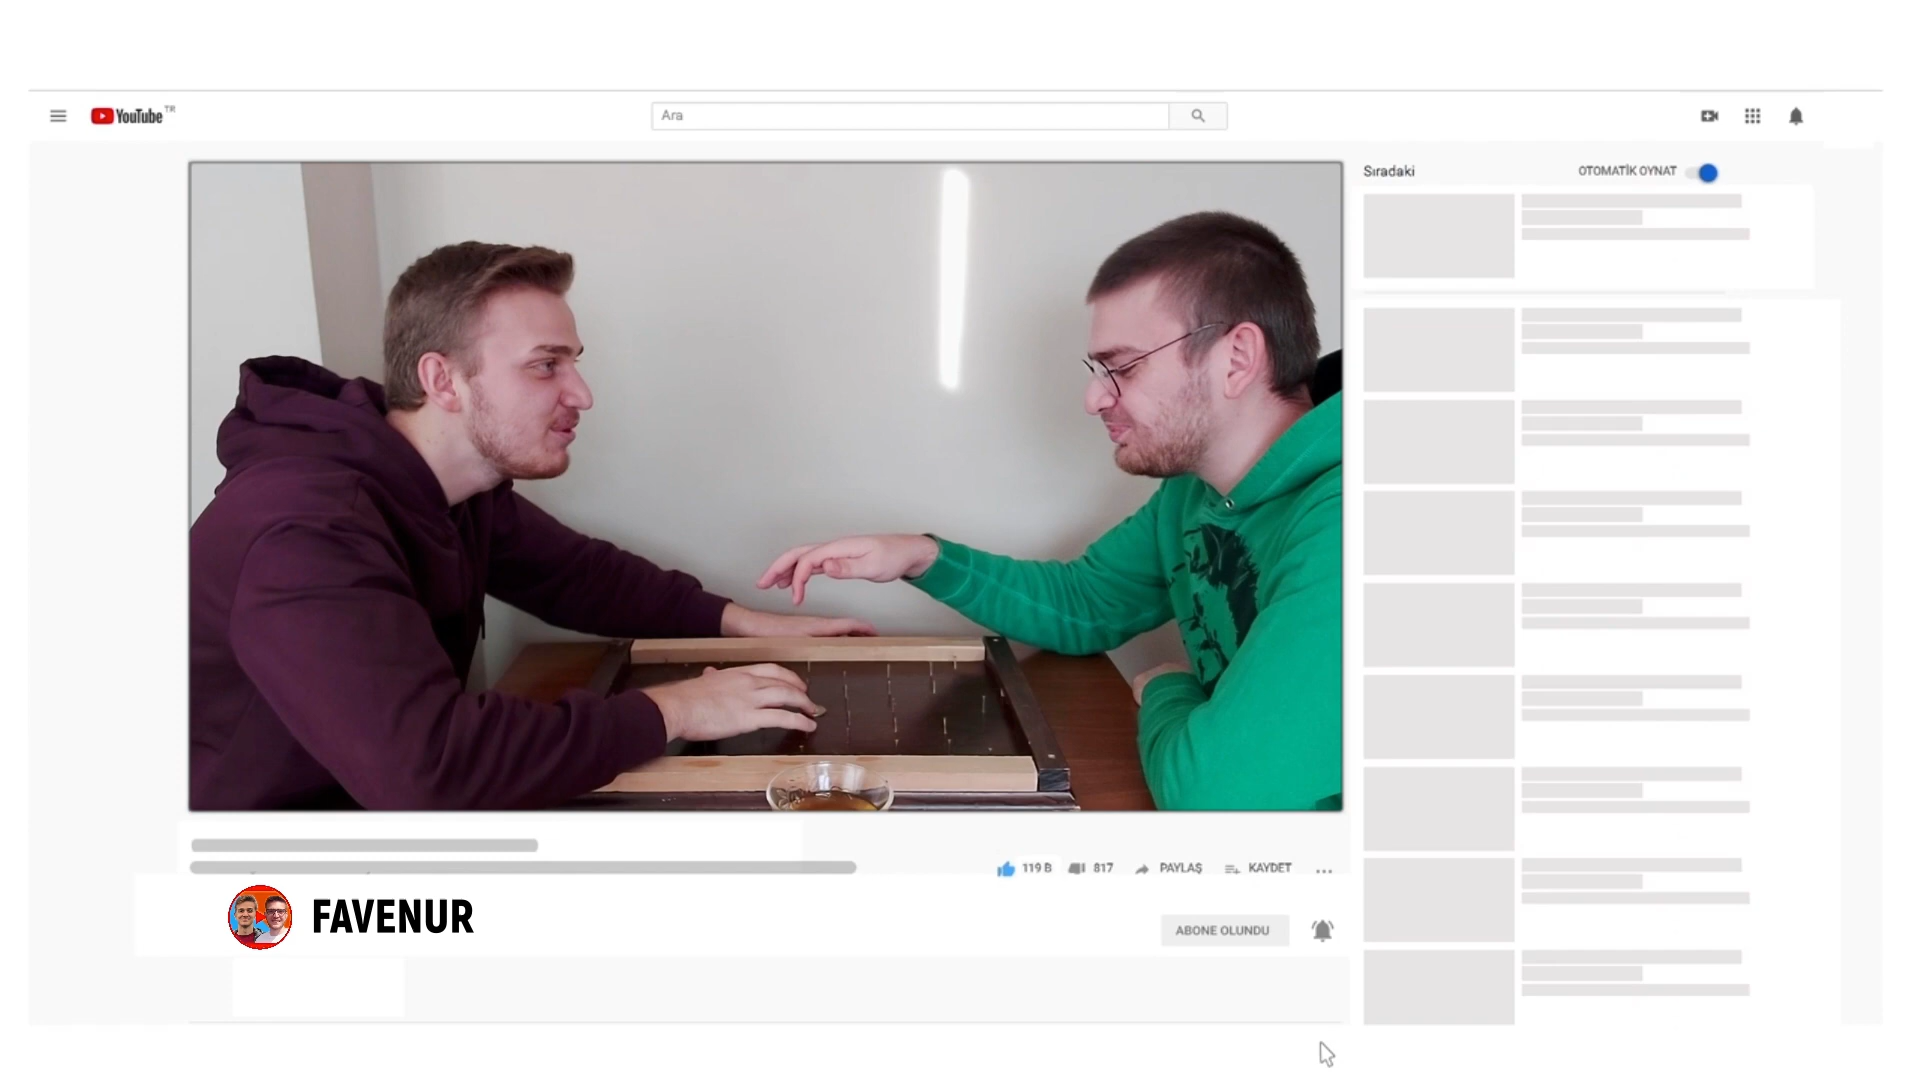 YouTube TR
Ara
Sıradaki
OTOMATİK OYNAT
119 B
817
PAYLAŞ
KAYDET
FAVENUR
ABONE OLUNDU